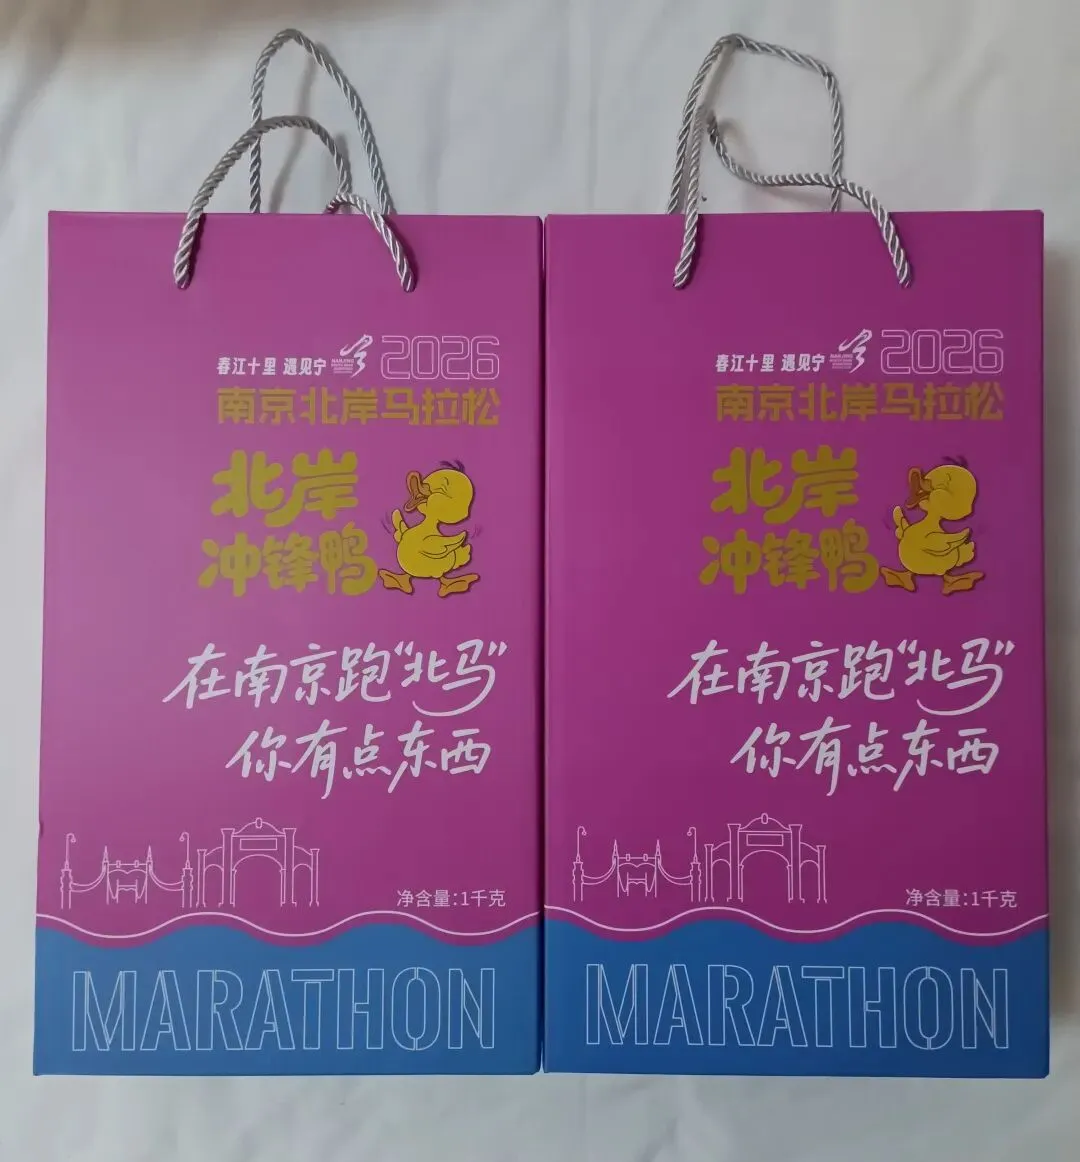 春江十里 遇见宁 2026
南京北岸马拉松
北岸
冲锋鸭
在南京跑“北马”
你有点东西
净含量:1千克
MARATHON
春江十里 遇见宁 2026
南京北岸马拉松
北岸
冲锋鸭
在南京跑“北马”
你有点东西
净含量:1千克
MARATHON